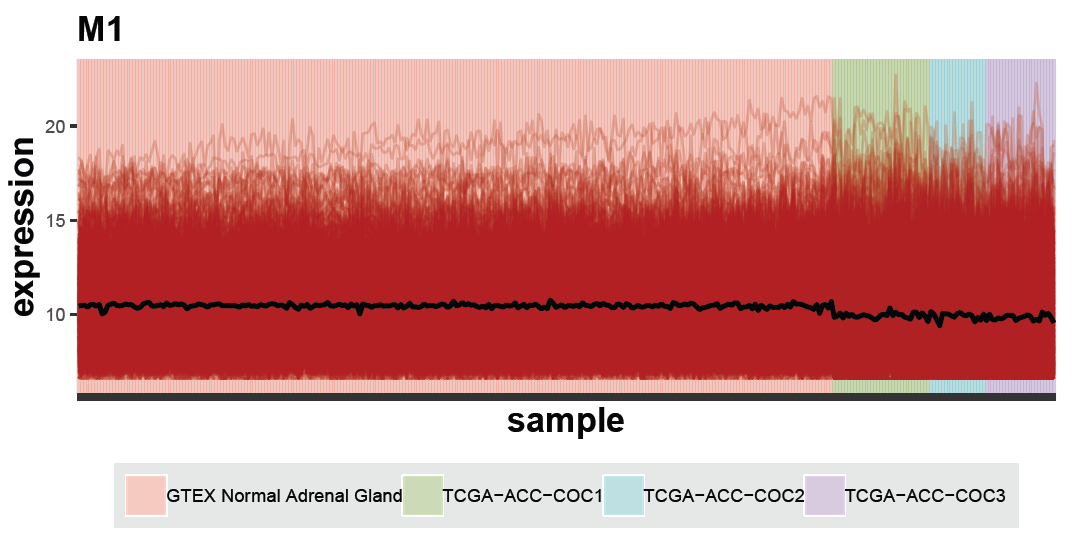 M1
expression
20
15
10
sample
GTEX Normal Adrenal Gland
TCGA−ACC−COC1
TCGA−ACC−COC2
TCGA−ACC−COC3